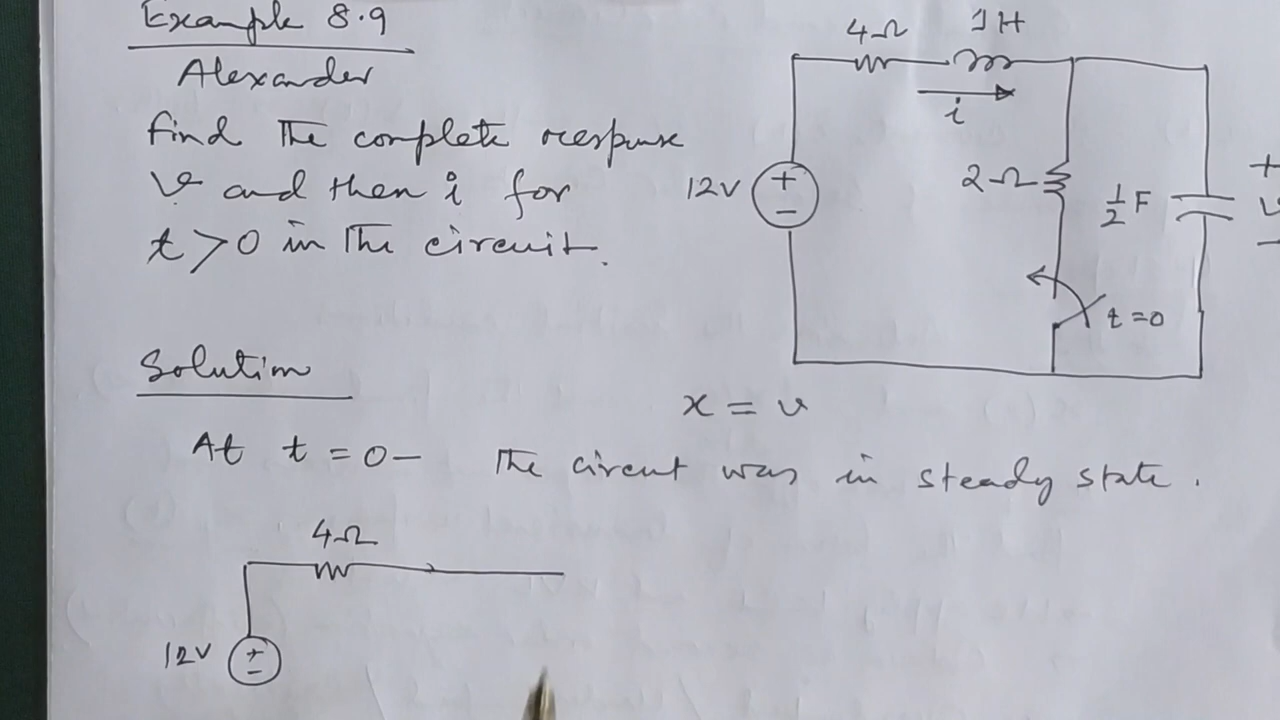 Example 8.9
Alexander
find the complete response
v and then i for
t > 0 in the circuit.
4Ω
1H
i
12V
+
−
2Ω
1/2 F
+
v
−
t = 0
Solution
x = v
At t = 0− The circuit was in steady state.
4Ω
12V
+
−